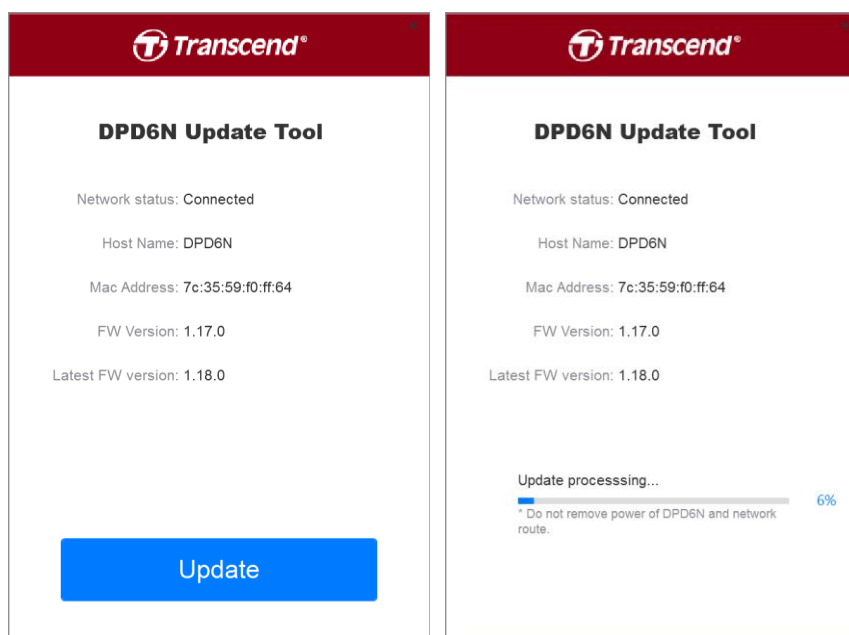 Transcend®
DPD6N Update Tool
Network status: Connected
Host Name: DPD6N
Mac Address: 7c:35:59:f0:ff:64
FW Version: 1.17.0
Latest FW version: 1.18.0
Update
Transcend®
DPD6N Update Tool
Network status: Connected
Host Name: DPD6N
Mac Address: 7c:35:59:f0:ff:64
FW Version: 1.17.0
Latest FW version: 1.18.0
Update processsing...
6%
* Do not remove power of DPD6N and network
route.